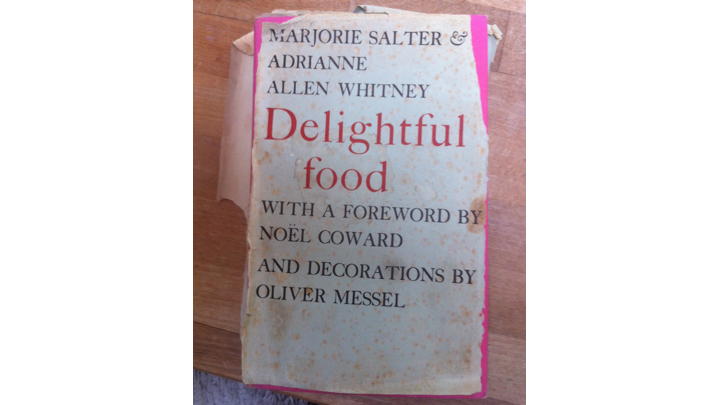 MARJORIE SALTER &
ADRIANNE
ALLEN WHITNEY
Delightful
food
WITH A FOREWORD BY
NOËL COWARD
AND DECORATIONS BY
OLIVER MESSEL